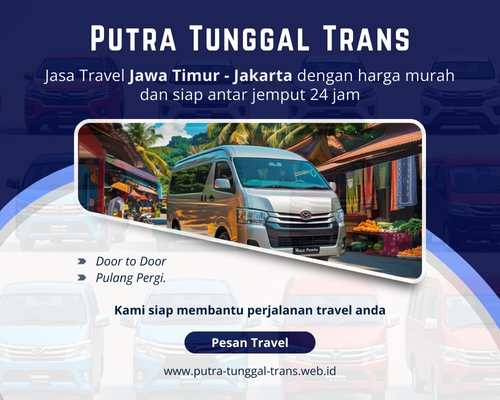 PUTRA TUNGGAL TRANS
Jasa Travel Jawa Timur - Jakarta dengan harga murah
dan siap antar jemput 24 jam
Door to Door
Pulang Pergi.
Kami siap membantu perjalanan travel anda
Pesan Travel
www.putra-tunggal-trans.web.id